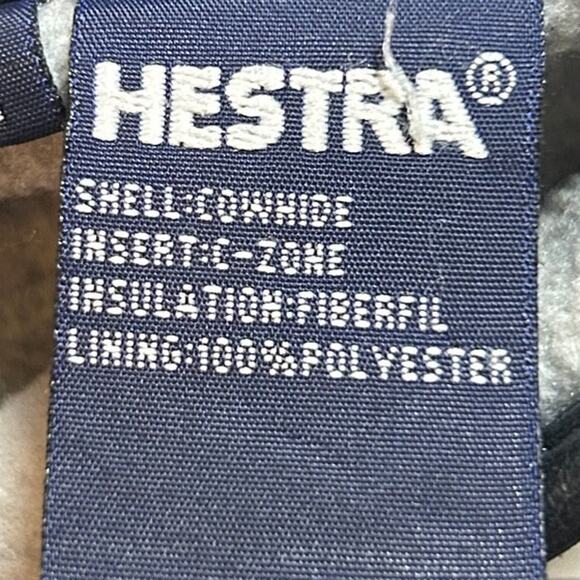 HESTRA®
SHELL:COWHIDE
INSERT:C-ZONE
INSULATION:FIBERFIL
LINING:100%POLYESTER